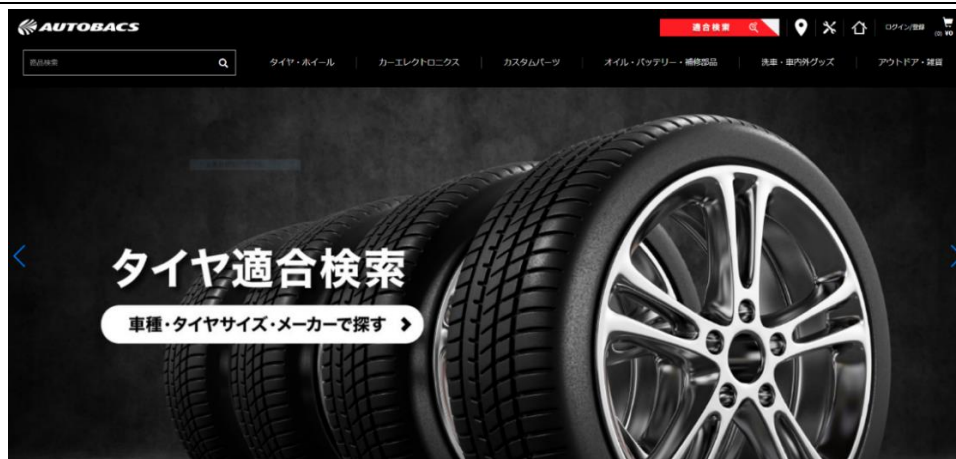 AUTOBACS
適合検索
ログイン/登録
(0) ¥0
商品検索
タイヤ・ホイール
カーエレクトロニクス
カスタムパーツ
オイル・バッテリー・補修部品
洗車・車内外グッズ
アウトドア・雑貨
タイヤ適合検索
車種・タイヤサイズ・メーカーで探す